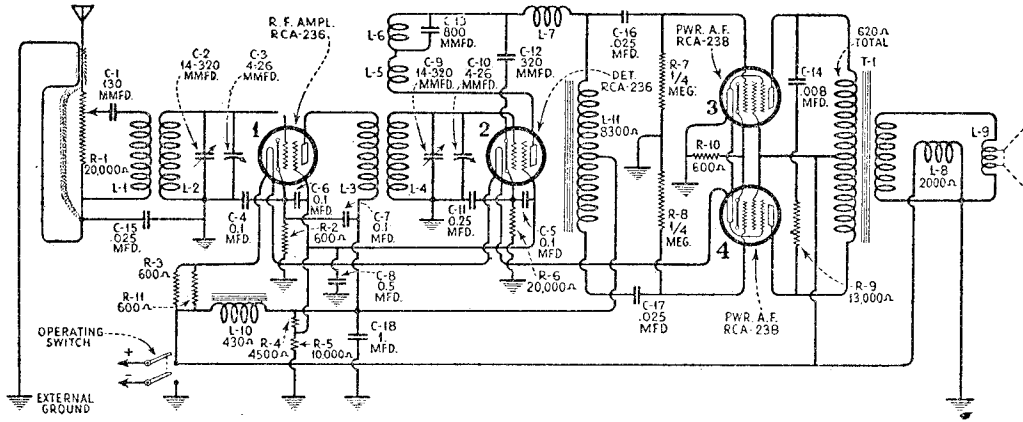 R.F. AMPL.
RCA-236
C-1
130
MMFD.
C-2
14-320
MMFD.
C-3
4-26
MMFD.
L-6
L-5
C-13
800
MMFD.
C-9
14-320
MMFD.
C-10
4-26
MMFD.
C-12
320
MMFD.
L-7
DET.
RCA-236
C-16
.025
MFD.
PWR. A.F.
RCA-238
R-7
1/4
MEG.
C-14
.008
MFD.
620Ω
TOTAL
T-1
R-1
20,000Ω
L-1
L-2
1
C-4
0.1
MFD.
C-6
0.1
MFD.
R-2
600Ω
L-3
C-7
0.1
MFD.
L-4
2
C-11
0.25
MFD.
C-5
0.1
MFD.
R-6
20,000Ω
L-11
8300Ω
3
R-10
600Ω
R-8
1/4
MEG.
4
L-8
2000Ω
L-9
C-15
.025
MFD.
R-3
600Ω
R-11
600Ω
C-8
0.5
MFD.
C-17
.025
MFD
PWR. A.F.
RCA-238
R-9
13,000Ω
OPERATING
SWITCH
+
−
L-10
430Ω
R-4
4500Ω
R-5
10,000Ω
C-18
1.
MFD.
EXTERNAL
GROUND